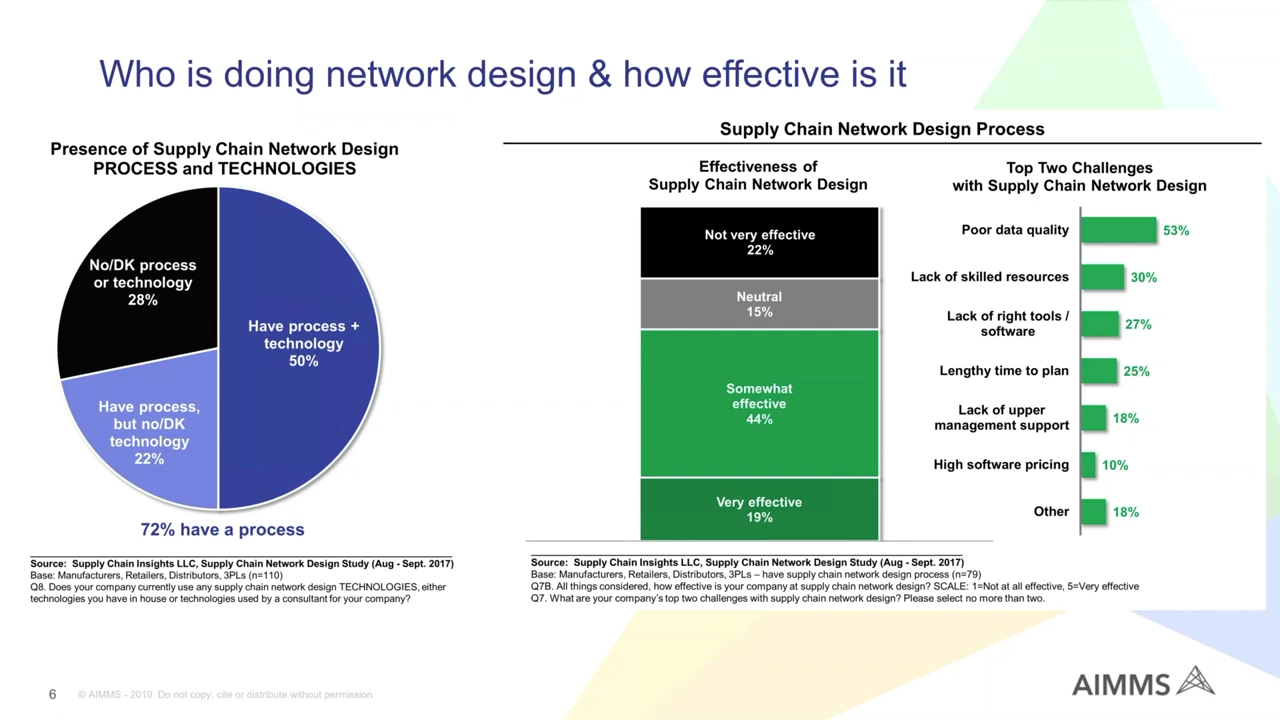 Who is doing network design & how effective is it
Presence of Supply Chain Network Design
PROCESS and TECHNOLOGIES
No/DK process
or technology
28%
Have process +
technology
50%
Have process,
but no/DK
technology
22%
72% have a process
Source: Supply Chain Insights LLC, Supply Chain Network Design Study (Aug - Sept. 2017)
Base: Manufacturers, Retailers, Distributors, 3PLs (n=110)
Q8. Does your company currently use any supply chain network design TECHNOLOGIES, either
technologies you have in house or technologies used by a consultant for your company?
Supply Chain Network Design Process
Effectiveness of
Supply Chain Network Design
Not very effective
22%
Neutral
15%
Somewhat
effective
44%
Very effective
19%
Top Two Challenges
with Supply Chain Network Design
Poor data quality 53%
Lack of skilled resources 30%
Lack of right tools /
software 27%
Lengthy time to plan 25%
Lack of upper
management support 18%
High software pricing 10%
Other 18%
Source: Supply Chain Insights LLC, Supply Chain Network Design Study (Aug - Sept. 2017)
Base: Manufacturers, Retailers, Distributors, 3PLs – have supply chain network design process (n=79)
Q7B. All things considered, how effective is your company at supply chain network design? SCALE: 1=Not at all effective, 5=Very effective
Q7. What are your company's top two challenges with supply chain network design? Please select no more than two.
6
© AIMMS - 2019 Do not copy, cite or distribute without permission
AIMMS